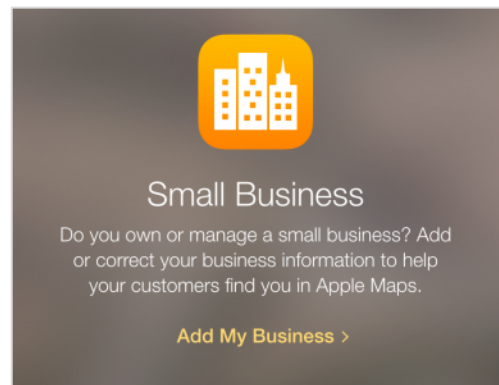 Small Business
Do you own or manage a small business? Add
or correct your business information to help
your customers find you in Apple Maps.
Add My Business >